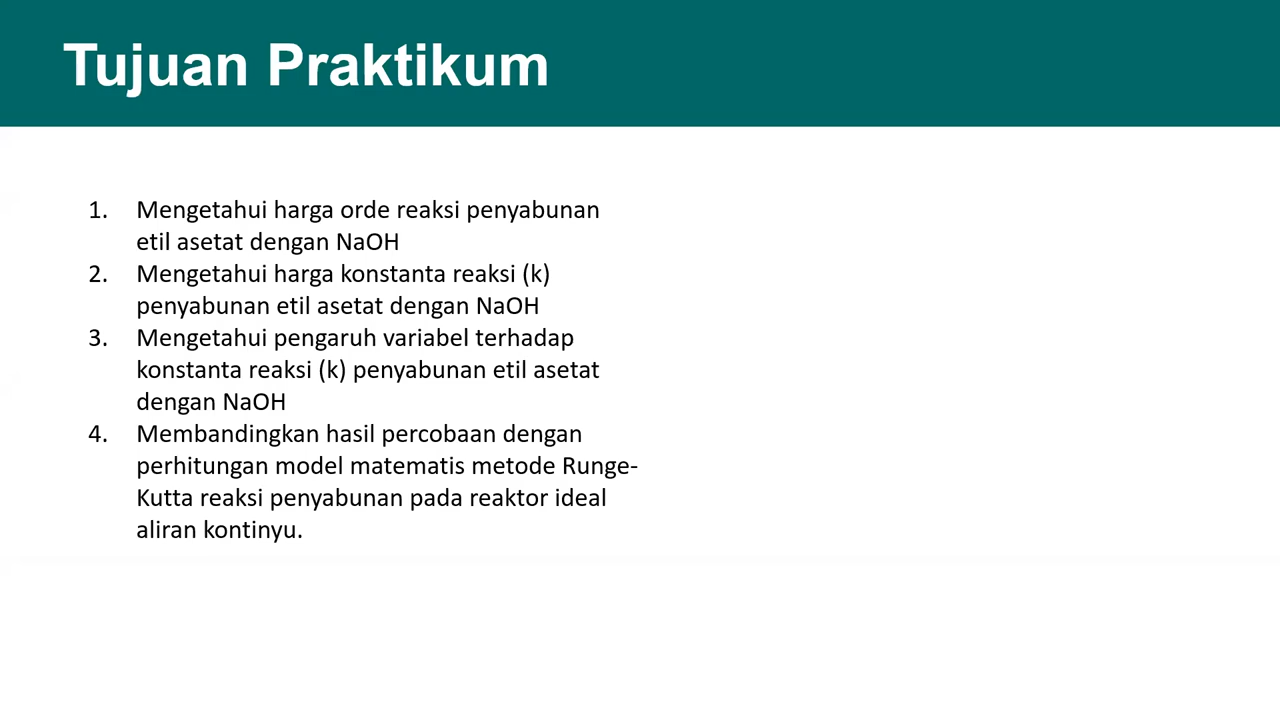 Tujuan Praktikum
1. Mengetahui harga orde reaksi penyabunan
etil asetat dengan NaOH
2. Mengetahui harga konstanta reaksi (k)
penyabunan etil asetat dengan NaOH
3. Mengetahui pengaruh variabel terhadap
konstanta reaksi (k) penyabunan etil asetat
dengan NaOH
4. Membandingkan hasil percobaan dengan
perhitungan model matematis metode Runge-
Kutta reaksi penyabunan pada reaktor ideal
aliran kontinyu.